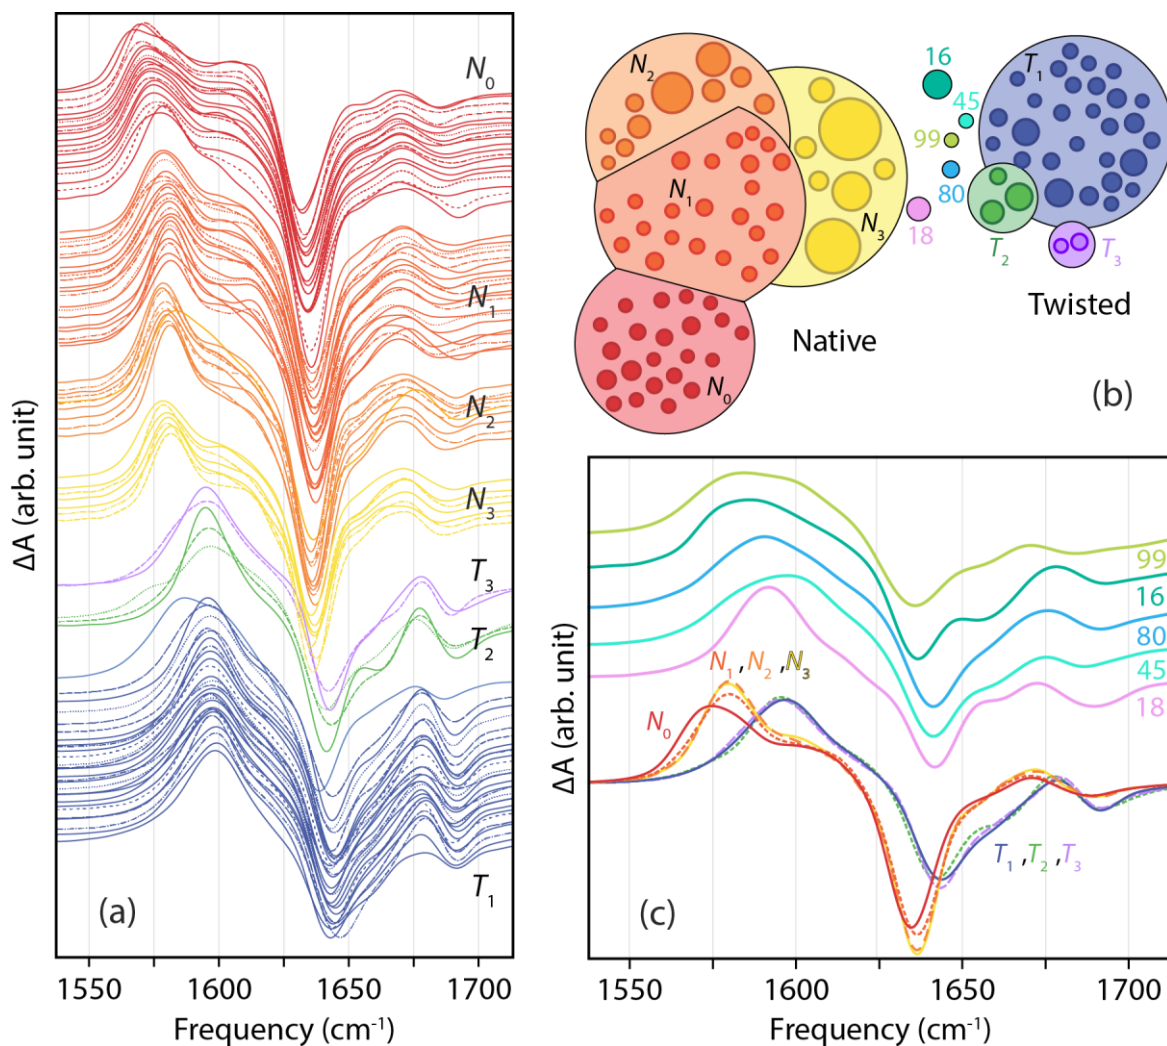 N0
N1
N2
N3
T3
T2
T1
(a)
ΔA (arb. unit)
1550 1600 1650 1700
Frequency (cm-1)
N2
N1
N3
N0
16
45
99
80
18
T1
T2
T3
Native
Twisted
(b)
99
16
80
45
18
N1, N2, N3
N0
T1, T2, T3
(c)
ΔA (arb. unit)
1550 1600 1650 1700
Frequency (cm-1)